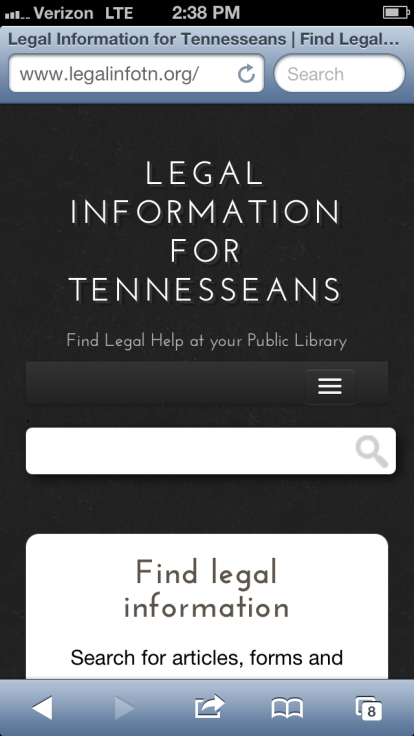 Verizon LTE 2:38 PM
Legal Information for Tennesseans | Find Legal...
www.legalinfotn.org/ Search
LEGAL
INFORMATION
FOR
TENNESSEANS
Find Legal Help at your Public Library
Find legal
information
Search for articles, forms and
8